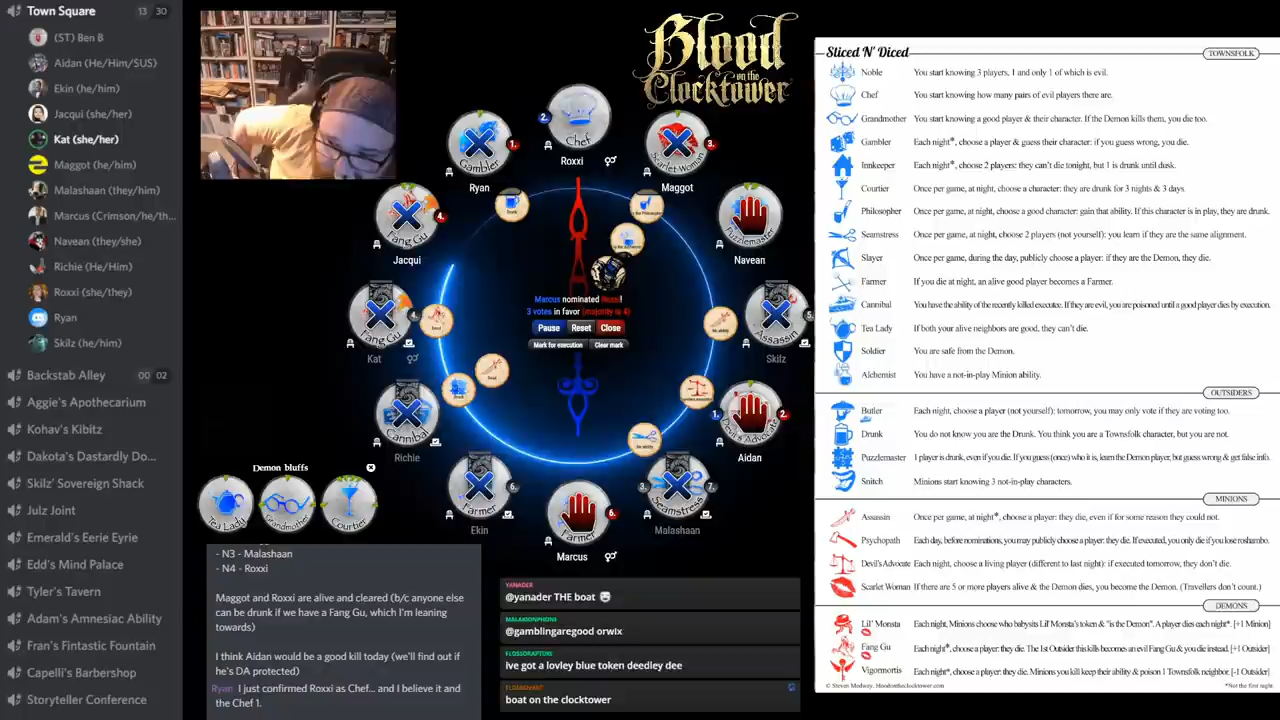 Town Square
13 30
(ST) Ben B
Aidan (He/Him/SUS)
Ekin (he/him)
Jacqui (she/her)
Kat (she/her)
Maggot (he/him)
Malashaan (they/him)
Marcus (Crimson/he/th...
Navean (they/she)
Richie (He/Him)
Roxxi (she/they)
Ryan
Skilz (he/him)
Backstab Alley
00 02
Aggie's Apothecarium
Kohav's Kibitz
Dakota's Dastardly Do...
Skilz' Sovereign Shack
Julz Joint
Emerald's Eerie Eyrie
Edd's Mind Palace
Tyler's Tavern
Adam's Amnesiac Ability
Fran's Fintastic Fountain
Capelli's Ketchup Shop
Storyteller Conference
Blood
on the
Clocktower
Chef
Roxxi
Gambler
Ryan
Scarlet Woman
Maggot
Fang Gu
Jacqui
Puzzlemaster
Navean
Fang Gu
Kat
Assassin
Skilz
Cannibal
Richie
Devil's Advocate
Aidan
Farmer
Ekin
Farmer
Marcus
Seamstress
Malashaan
Drunk
Dead
Dead
Drunk
No ability
No ability
Marcus nominated Roxxi!
3 votes in favor (majority is 4)
Pause
Reset
Close
Mark for execution
Clear mark
Demon bluffs
Tea Lady
Grandmother
Courtier
- N3 - Malashaan
- N4 - Roxxi
Maggot and Roxxi are alive and cleared (b/c anyone else
can be drunk if we have a Fang Gu, which I'm leaning
towards)
I think Aidan would be a good kill today (we'll find out if
he's DA protected)
Ryan I just confirmed Roxxi as Chef... and I believe it and
the Chef 1.
YANADER
@yanader THE boat
@gamblingaregood orwix
ive got a lovley blue token deedley dee
boat on the clocktower
Sliced N' Diced
TOWNSFOLK
Noble You start knowing 3 players, 1 and only 1 of which is evil.
Chef You start knowing how many pairs of evil players there are.
Grandmother You start knowing a good player & their character. If the Demon kills them, you die too.
Gambler Each night*, choose a player & guess their character: if you guess wrong, you die.
Innkeeper Each night*, choose 2 players: they can't die tonight, but 1 is drunk until dusk.
Courtier Once per game, at night, choose a character: they are drunk for 3 nights & 3 days.
Philosopher Once per game, at night, choose a good character: gain that ability. If this character is in play, they are drunk.
Seamstress Once per game, at night, choose 2 players (not yourself): you learn if they are the same alignment.
Slayer Once per game, during the day, publicly choose a player: if they are the Demon, they die.
Farmer If you die at night, an alive good player becomes a Farmer.
Cannibal You have the ability of the recently killed executee. If they are evil, you are poisoned until a good player dies by execution.
Tea Lady If both your alive neighbors are good, they can't die.
Soldier You are safe from the Demon.
Alchemist You have a not-in-play Minion ability.
OUTSIDERS
Butler Each night, choose a player (not yourself): tomorrow, you may only vote if they are voting too.
Drunk You do not know you are the Drunk. You think you are a Townsfolk character, but you are not.
Puzzlemaster 1 player is drunk, even if you die. If you guess (once) who it is, learn the Demon player, but guess wrong & get false info.
Snitch Minions start knowing 3 not-in-play characters.
MINIONS
Assassin Once per game, at night*, choose a player: they die, even if for some reason they could not.
Psychopath Each day, before nominations, you may publicly choose a player: they die. If executed, you only die if you lose roshambo.
Devil's Advocate Each night, choose a living player (different to last night): if executed tomorrow, they don't die.
Scarlet Woman If there are 5 or more players alive & the Demon dies, you become the Demon. (Travellers don't count.)
DEMONS
Lil' Monsta Each night, Minions choose who babysits Lil' Monsta's token & "is the Demon". A player dies each night*. [+1 Minion]
Fang Gu Each night*, choose a player: they die. The 1st Outsider this kills becomes an evil Fang Gu & you die instead. [+1 Outsider]
Vigormortis Each night*, choose a player: they die. Minions you kill keep their ability & poison 1 Townsfolk neighbor. [-1 Outsider]
© Steven Medway, bloodontheclocktower.com
*Not the first night